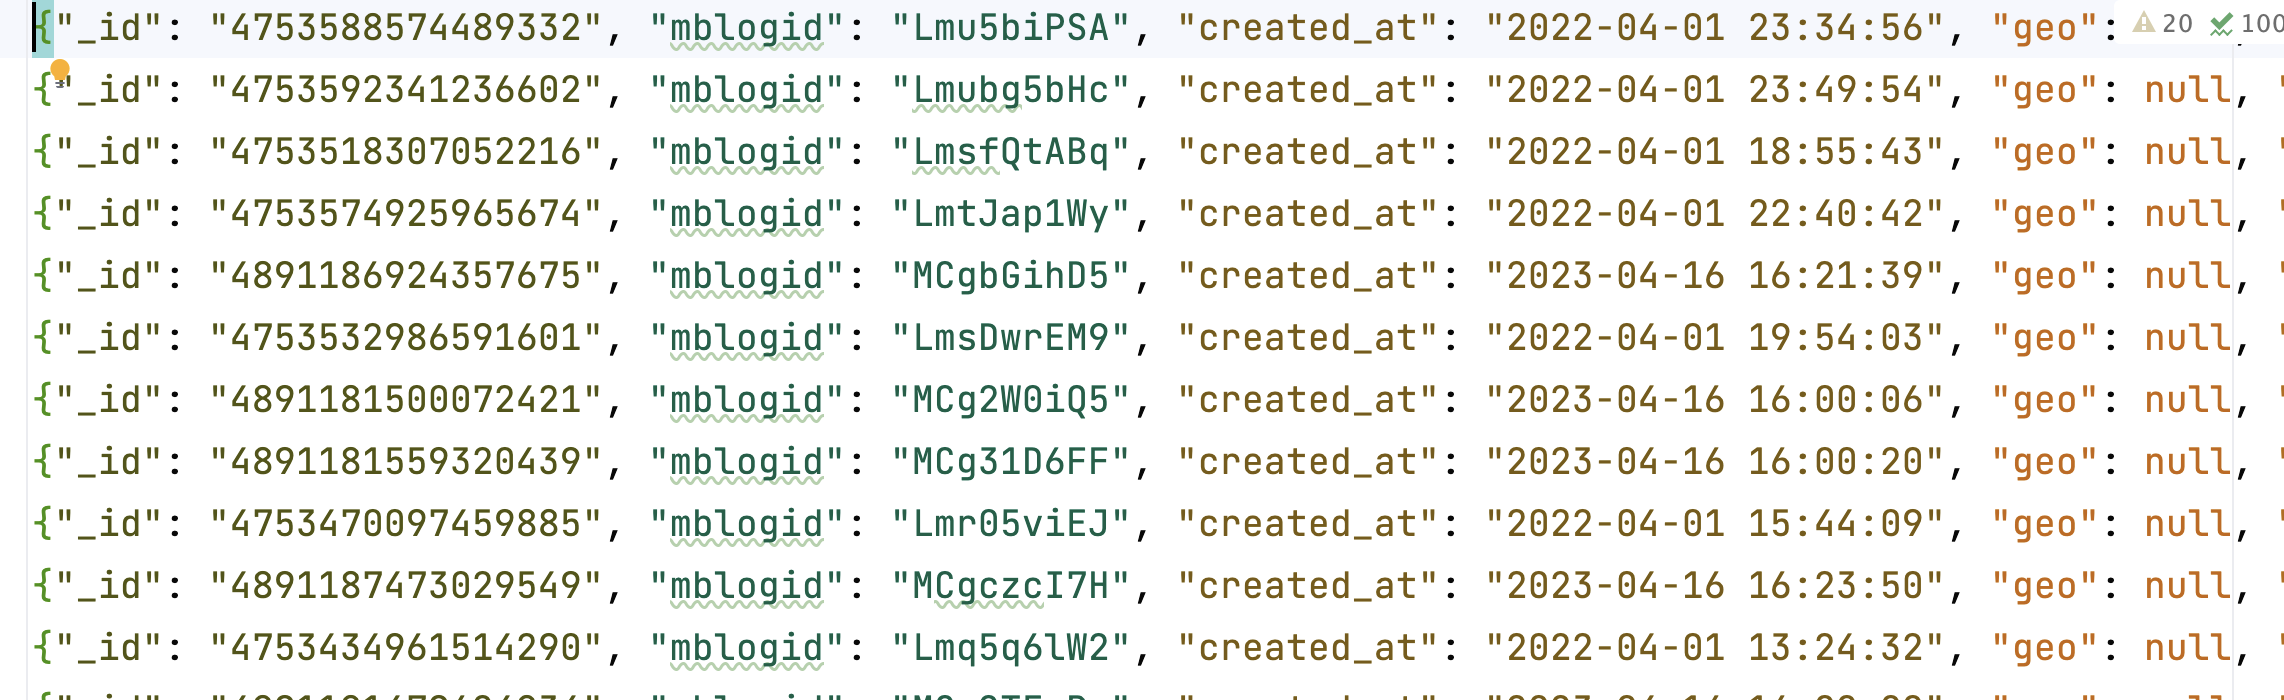 {"_id": "4753588574489332", "mblogid": "Lmu5biPSA", "created_at": "2022-04-01 23:34:56", "geo": 20 100
{"_id": "4753592341236602", "mblogid": "Lmubg5bHc", "created_at": "2022-04-01 23:49:54", "geo": null, "
{"_id": "4753518307052216", "mblogid": "LmsfQtABq", "created_at": "2022-04-01 18:55:43", "geo": null, "
{"_id": "4753574925965674", "mblogid": "LmtJap1Wy", "created_at": "2022-04-01 22:40:42", "geo": null, "
{"_id": "4891186924357675", "mblogid": "MCgbGihD5", "created_at": "2023-04-16 16:21:39", "geo": null, "
{"_id": "4753532986591601", "mblogid": "LmsDwrEM9", "created_at": "2022-04-01 19:54:03", "geo": null, "
{"_id": "4891181500072421", "mblogid": "MCg2W0iQ5", "created_at": "2023-04-16 16:00:06", "geo": null, "
{"_id": "4891181559320439", "mblogid": "MCg31D6FF", "created_at": "2023-04-16 16:00:20", "geo": null, "
{"_id": "4753470097459885", "mblogid": "Lmr05viEJ", "created_at": "2022-04-01 15:44:09", "geo": null, "
{"_id": "4891187473029549", "mblogid": "MCgczcI7H", "created_at": "2023-04-16 16:23:50", "geo": null, "
{"_id": "4753434961514290", "mblogid": "Lmq5q6lW2", "created_at": "2022-04-01 13:24:32", "geo": null, "